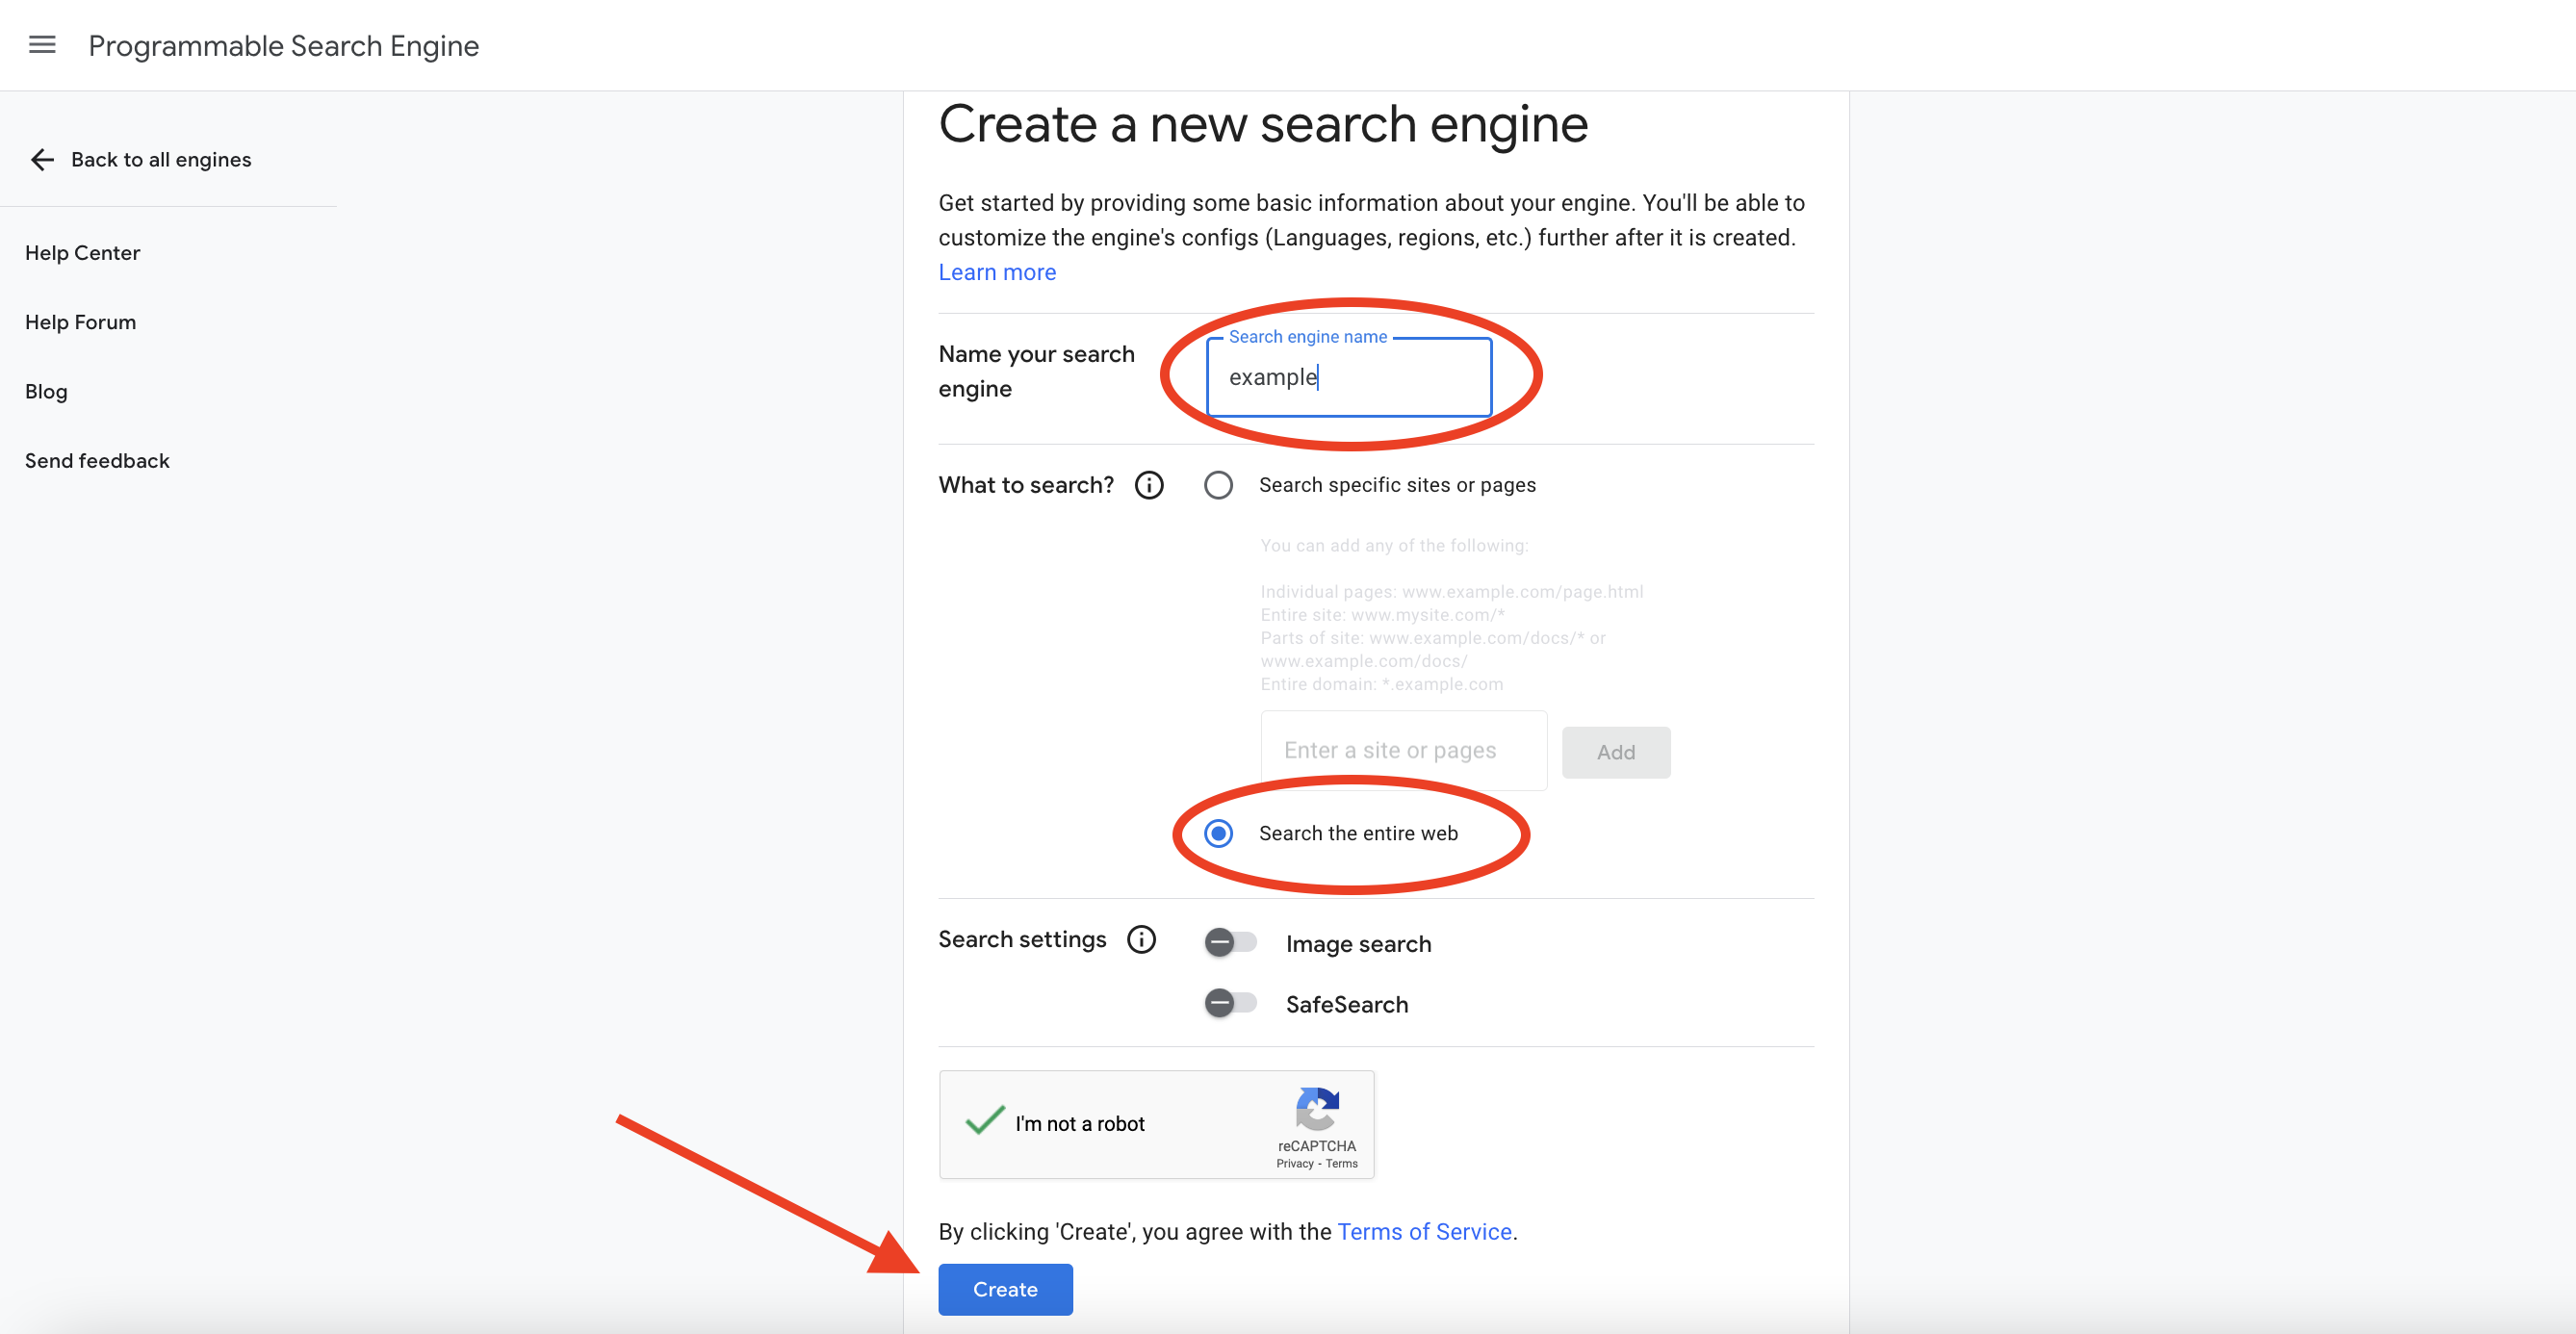 Programmable Search Engine
Back to all engines
Help Center
Help Forum
Blog
Send feedback
Create a new search engine
Get started by providing some basic information about your engine. You'll be able to
customize the engine's configs (Languages, regions, etc.) further after it is created.
Learn more
Name your search
engine
Search engine name
example
What to search?
Search specific sites or pages
You can add any of the following:
Individual pages: www.example.com/page.html
Entire site: www.mysite.com/*
Parts of site: www.example.com/docs/* or
www.example.com/docs/
Entire domain: *.example.com
Enter a site or pages
Add
Search the entire web
Search settings
Image search
SafeSearch
I'm not a robot
reCAPTCHA
Privacy - Terms
By clicking 'Create', you agree with the Terms of Service.
Create